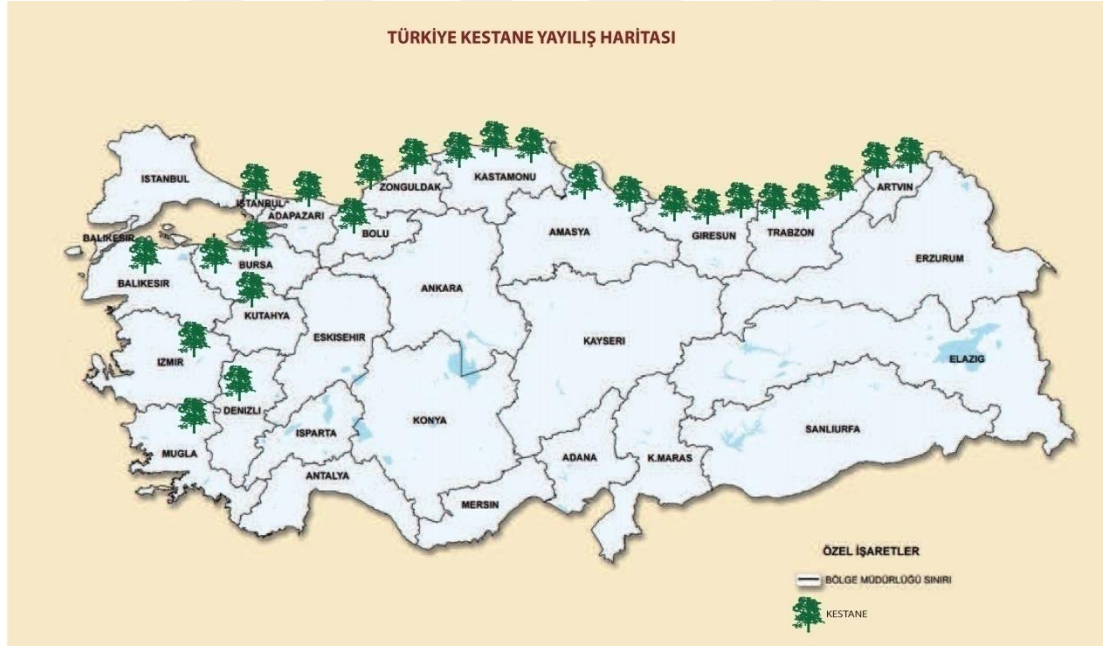 TÜRKİYE KESTANE YAYILIŞ HARİTASI
ISTANBUL
ZONGULDAK
KASTAMONU
ARTVIN
ISTANBUL
ADAPAZARI
BALIKESIR
BOLU
AMASYA
GIRESUN
TRABZON
BURSA
ERZURUM
BALIKESIR
ANKARA
KUTAHYA
ESKISEHIR
KAYSERI
IZMIR
ELAZIG
DENIZLI
KONYA
SANLIURFA
ISPARTA
MUGLA
ADANA
K.MARAS
ANTALYA
MERSIN
ÖZEL İŞARETLER
BÖLGE MÜDÜRLÜĞÜ SINIRI
KESTANE